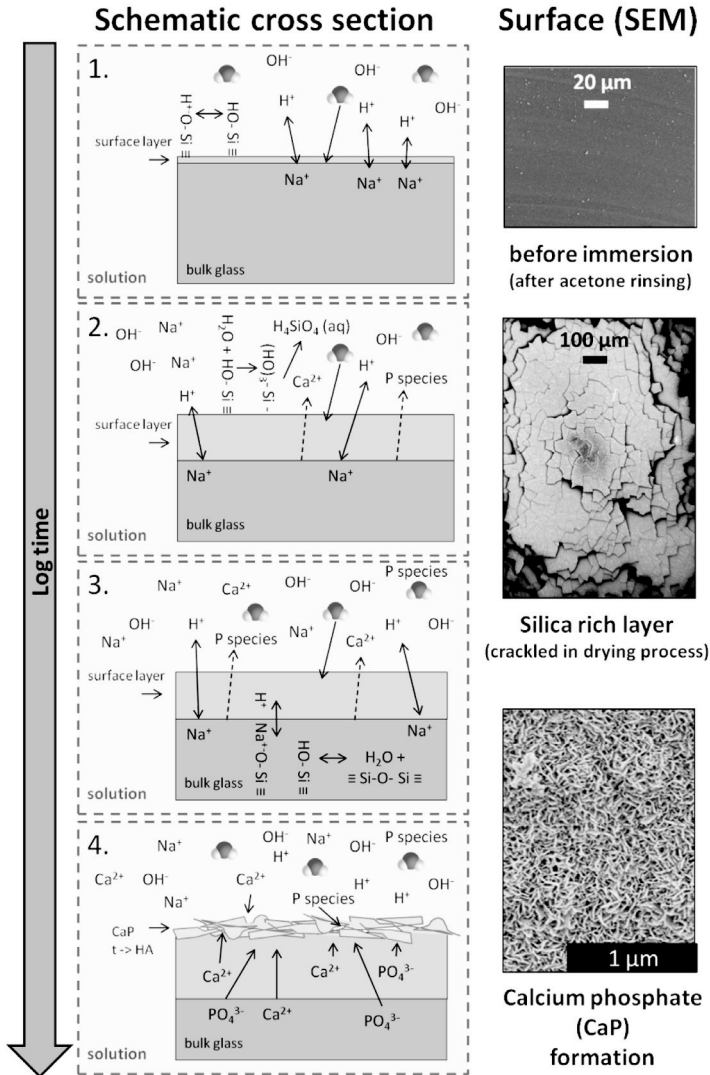 Schematic cross section
Surface (SEM)
Log time
1.
OH⁻
OH⁻
H⁺
H⁺
OH⁻
H⁺
H⁺O-Si≡
HO-Si≡
surface layer
Na⁺
Na⁺
Na⁺
bulk glass
solution
20 μm
before immersion
(after acetone rinsing)
2.
OH⁻
Na⁺
H₂O + HO-Si≡
(HO)₃-Si-
H₄SiO₄ (aq)
OH⁻
OH⁻
Na⁺
Ca²⁺
H⁺
P species
H⁺
surface layer
Na⁺
Na⁺
bulk glass
solution
100 μm
Silica rich layer
(crackled in drying process)
3.
Na⁺
Ca²⁺
OH⁻
OH⁻
P species
Na⁺
OH⁻
H⁺
P species
Na⁺
Ca²⁺
H⁺
OH⁻
surface layer
H⁺
Na⁺
Na⁺O-Si≡
Na⁺
HO-Si≡
H₂O +
≡ Si-O- Si ≡
bulk glass
solution
4.
Na⁺
OH⁻
H⁺
Na⁺
OH⁻
P species
Ca²⁺
OH⁻
Ca²⁺
Na⁺
P species
H⁺
H⁺
OH⁻
CaP
t -> HA
Ca²⁺
Ca²⁺
PO₄³⁻
PO₄³⁻
Ca²⁺
PO₄³⁻
bulk glass
solution
1 μm
Calcium phosphate
(CaP)
formation